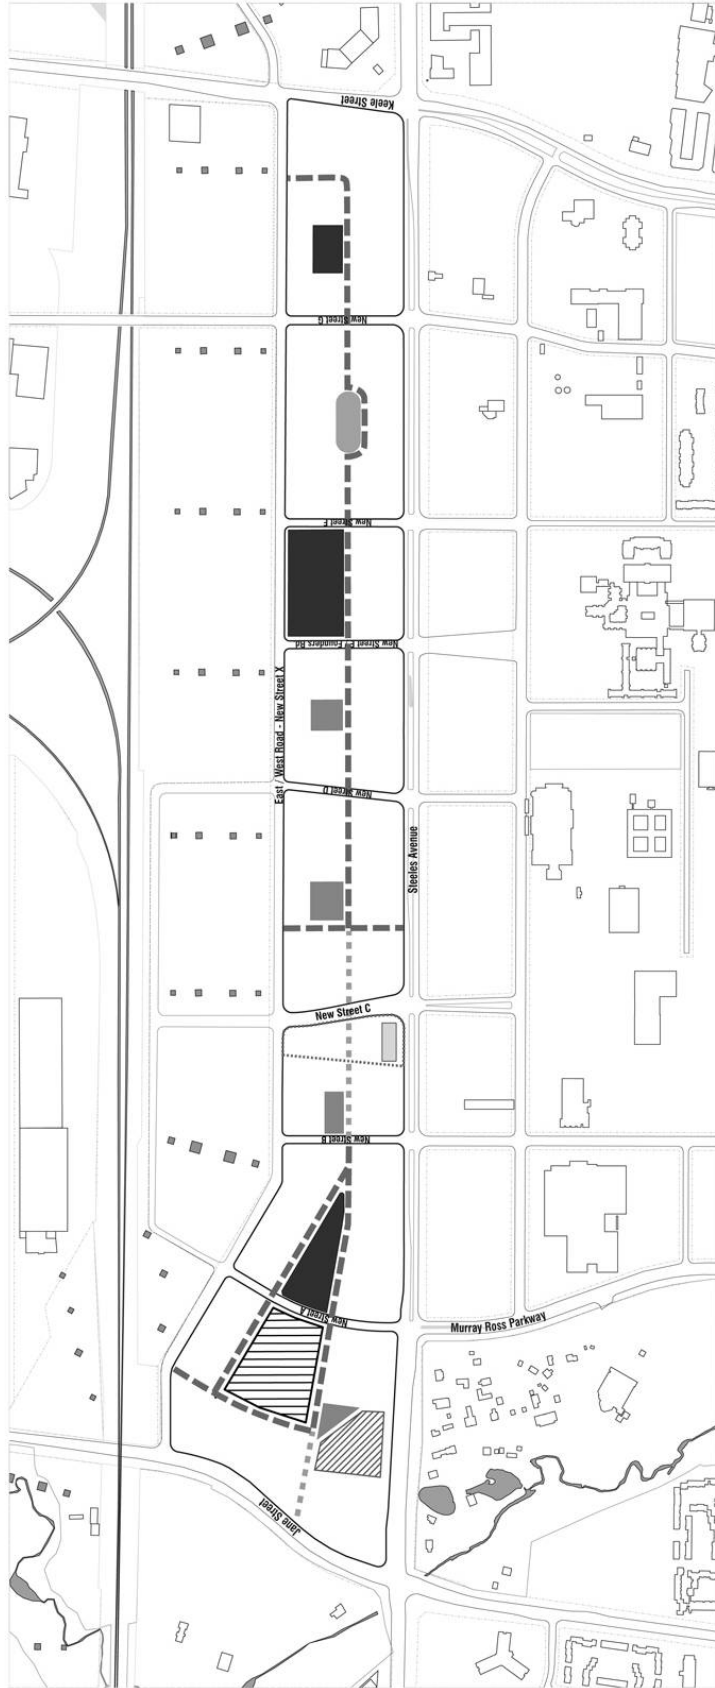 Keele Street
New Street G
New Street F
New Street E / Founders Rd
East / West Road - New Street X
New Street D
Steeles Avenue
New Street C
New Street B
New Street A
Murray Ross Parkway
Jane Street